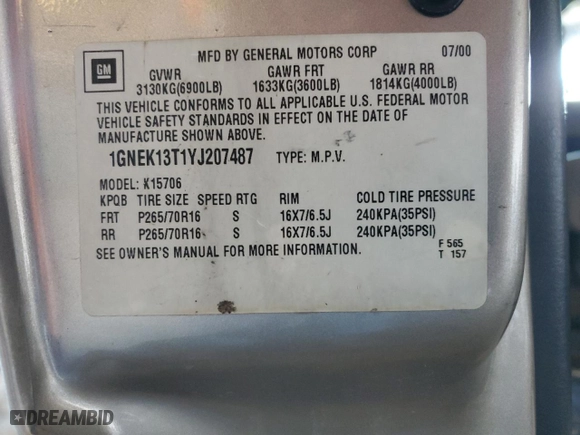 MFD BY GENERAL MOTORS CORP 07/00
GM
GVWR GAWR FRT GAWR RR
3130KG(6900LB) 1633KG(3600LB) 1814KG(4000LB)
THIS VEHICLE CONFORMS TO ALL APPLICABLE U.S. FEDERAL MOTOR
VEHICLE SAFETY STANDARDS IN EFFECT ON THE DATE OF
MANUFACTURE SHOWN ABOVE.
1GNEK13T1YJ207487 TYPE: M.P.V.
MODEL: K15706
KPQB TIRE SIZE SPEED RTG RIM COLD TIRE PRESSURE
FRT P265/70R16 S 16X7/6.5J 240KPA(35PSI)
RR P265/70R16 S 16X7/6.5J 240KPA(35PSI)
SEE OWNER'S MANUAL FOR MORE INFORMATION.
F 565
T 157
DREAMBID